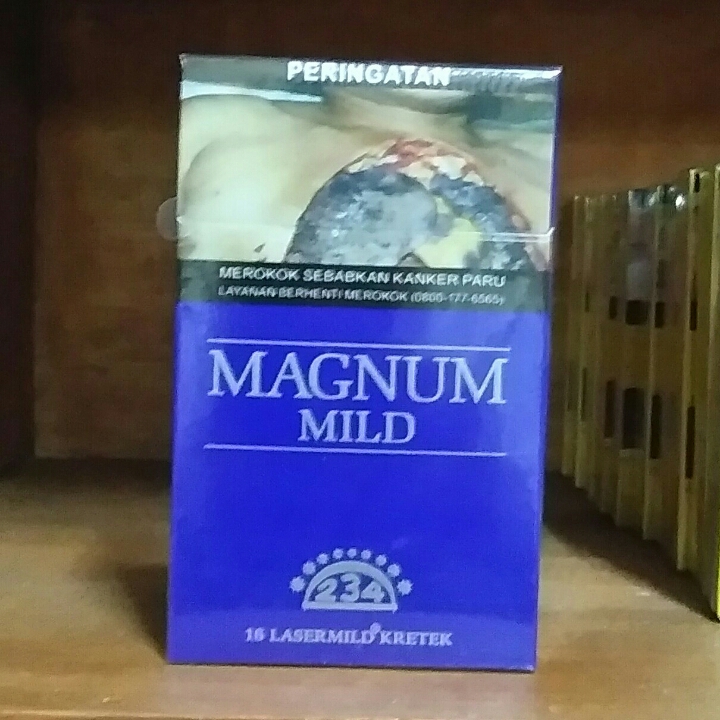 PERINGATAN
MEROKOK SEBABKAN KANKER PARU
LAYANAN BERHENTI MEROKOK (0800-177-6565)
MAGNUM
MILD
234
16 LASERMILD KRETEK